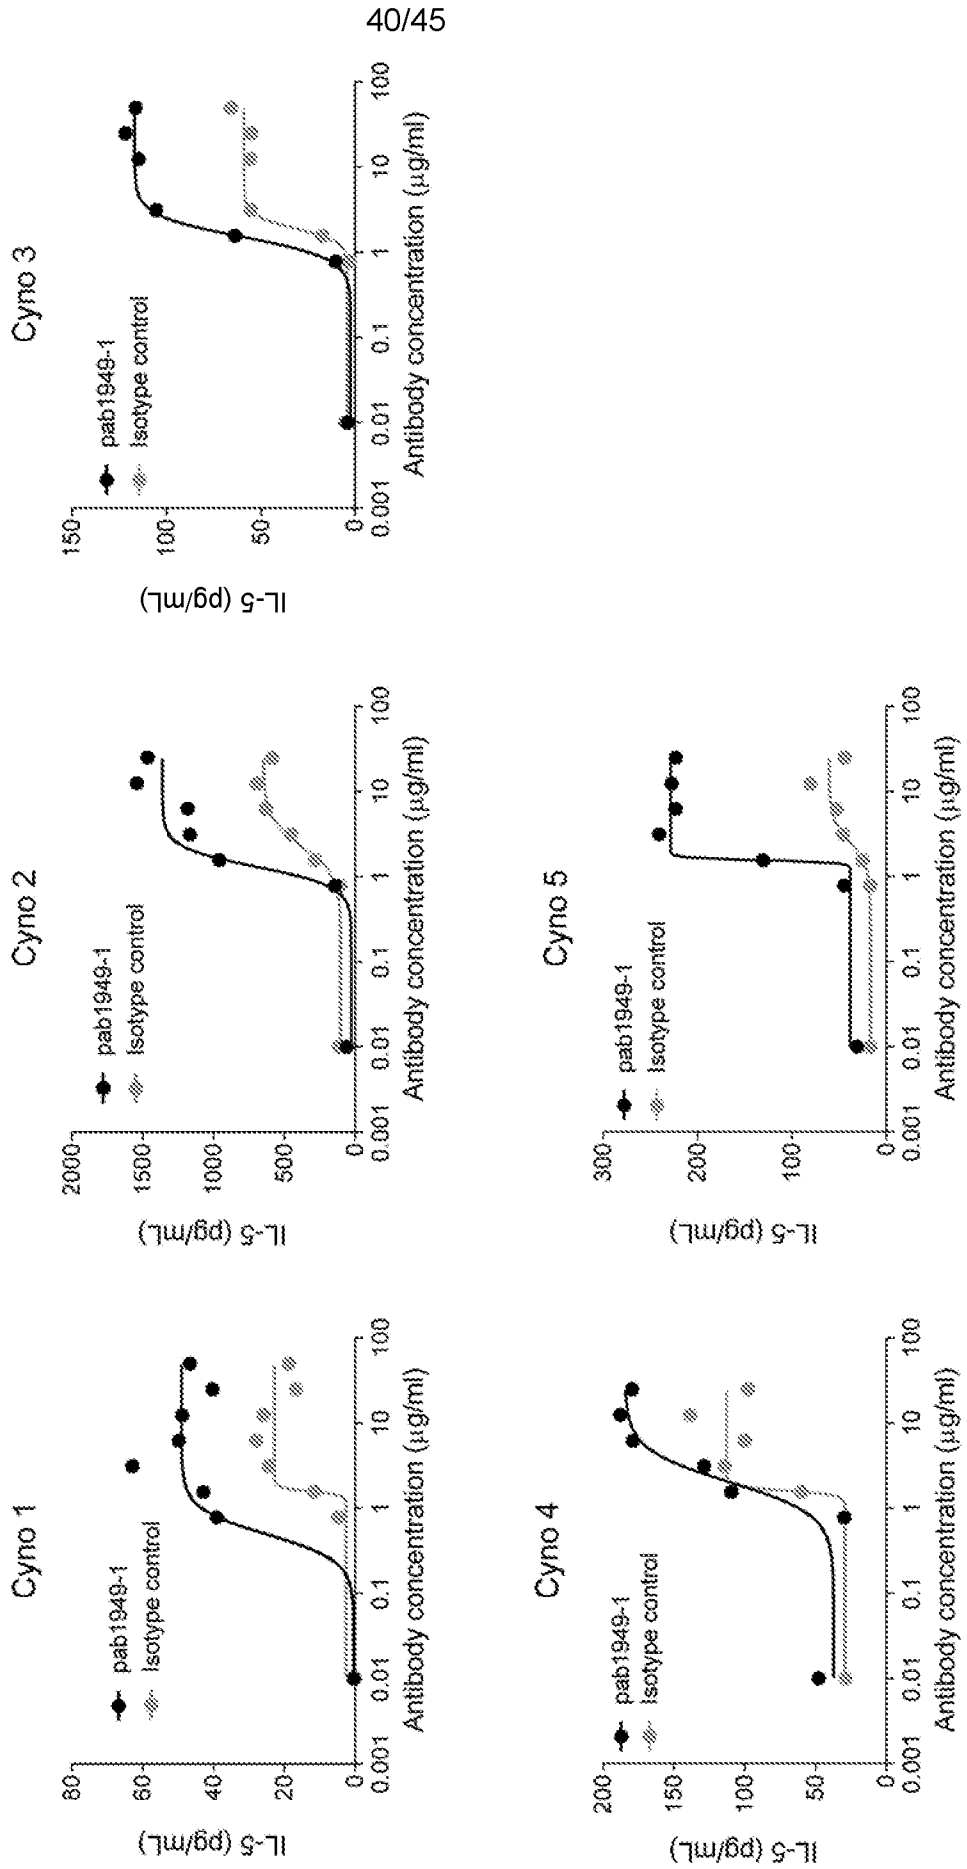 40/45
Cyno 1
pab1949-1
Isotype control
IL-5 (pg/mL)
80
60
40
20
0
0.001
0.01
0.1
1
10
100
Antibody concentration (μg/ml)
Cyno 2
pab1949-1
Isotype control
IL-5 (pg/mL)
2000
1500
1000
500
0
0.001
0.01
0.1
1
10
100
Antibody concentration (μg/ml)
Cyno 3
pab1949-1
Isotype control
IL-5 (pg/mL)
150
100
50
0
0.001
0.01
0.1
1
10
100
Antibody concentration (μg/ml)
Cyno 4
pab1949-1
Isotype control
IL-5 (pg/mL)
200
150
100
50
0
0.001
0.01
0.1
1
10
100
Antibody concentration (μg/ml)
Cyno 5
pab1949-1
Isotype control
IL-5 (pg/mL)
300
200
100
0
0.001
0.01
0.1
1
10
100
Antibody concentration (μg/ml)